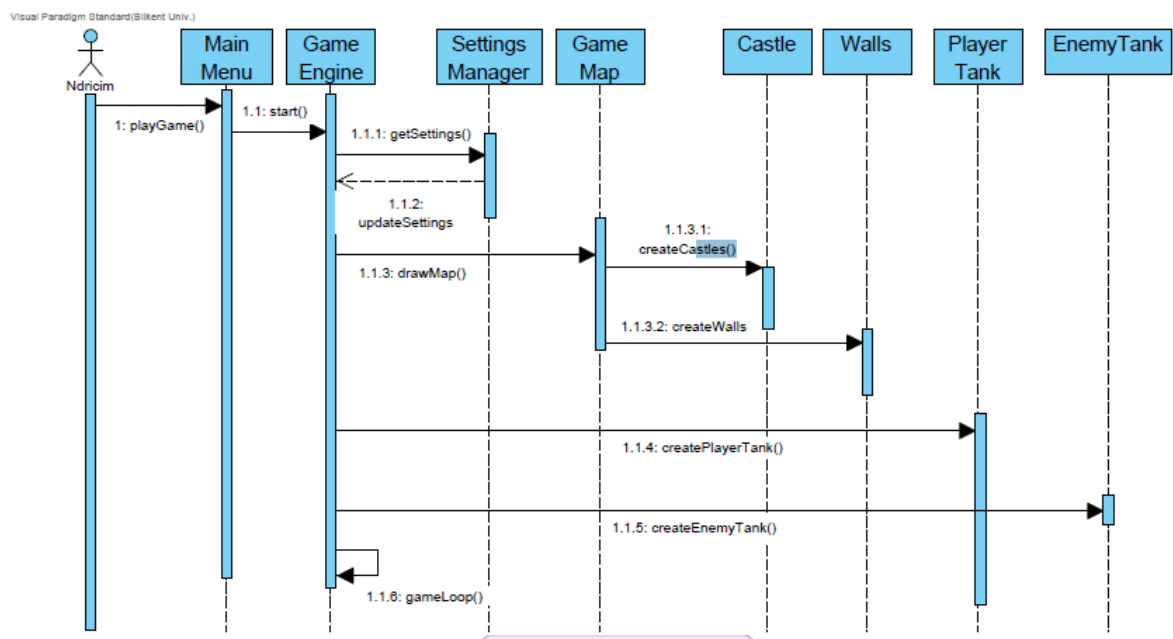 Visual Paradigm Standard(Bilkent Univ.)
Ndricim
Main
Menu
Game
Engine
Settings
Manager
Game
Map
Castle
Walls
Player
Tank
EnemyTank
1: playGame()
1.1: start()
1.1.1: getSettings()
1.1.2:
updateSettings
1.1.3: drawMap()
1.1.3.1:
createCastles()
1.1.3.2: createWalls
1.1.4: createPlayerTank()
1.1.5: createEnemyTank()
1.1.6: gameLoop()